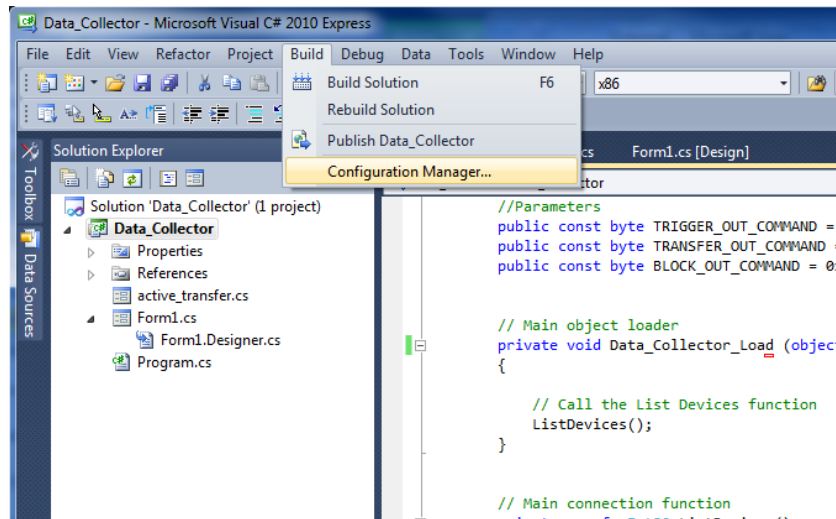 Data_Collector - Microsoft Visual C# 2010 Express
File Edit View Refactor Project Build Debug Data Tools Window Help
Build Solution F6
x86
Rebuild Solution
Publish Data_Collector
Configuration Manager...
cs Form1.cs [Design]
Toolbox
Data Sources
Solution Explorer
Solution 'Data_Collector' (1 project)
Data_Collector
Properties
References
active_transfer.cs
Form1.cs
Form1.Designer.cs
Program.cs
//Parameters
public const byte TRIGGER_OUT_COMMAND =
public const byte TRANSFER_OUT_COMMAND =
public const byte BLOCK_OUT_COMMAND = 0
// Main object loader
private void Data_Collector_Load (objec
{
// Call the List Devices function
ListDevices();
}
// Main connection function